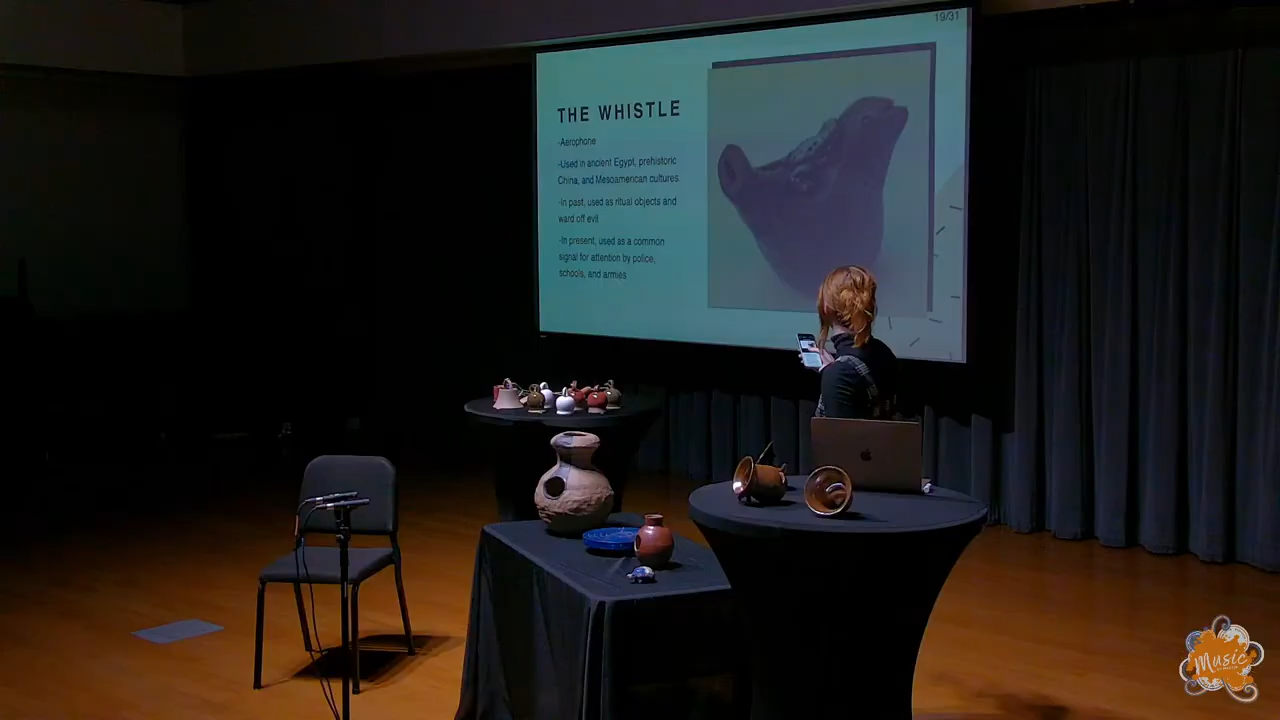 19/31
THE WHISTLE
-Aerophone
-Used in ancient Egypt, prehistoric
China, and Mesoamerican cultures
-In past, used as ritual objects and
ward off evil
-In present, used as a common
signal for attention by police,
schools, and armies
Music